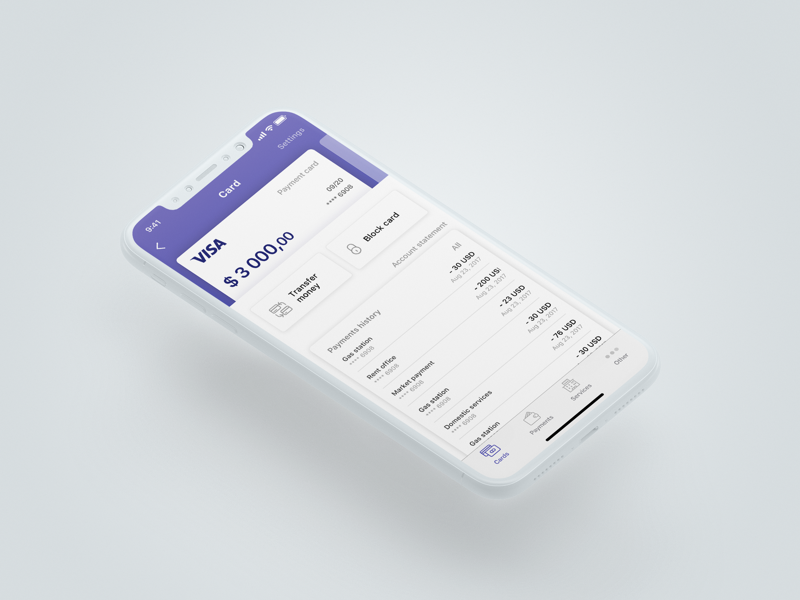 9:41
Card
Settings
VISA
Payment card
09/20
•••• 6908
$ 3 000,00
Transfer money
Block card
Payments history
Account statement
All
Gas station - 30 USD
•••• 6908 Aug 23, 2017
Rent office - 200 US
•••• 6908 Aug 23, 2017
Market payment - 23 USD
•••• 6908 Aug 23, 2017
Gas station - 30 USD
•••• 6908 Aug 23, 2017
Domestic services - 76 USD
•••• 6908 Aug 23, 2017
Gas station - 30 USD
Cards
Payments
Services
Other